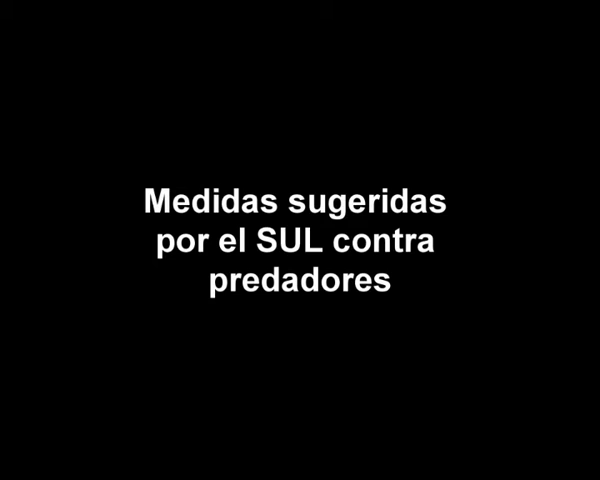 Medidas sugeridas
por el SUL contra
predadores